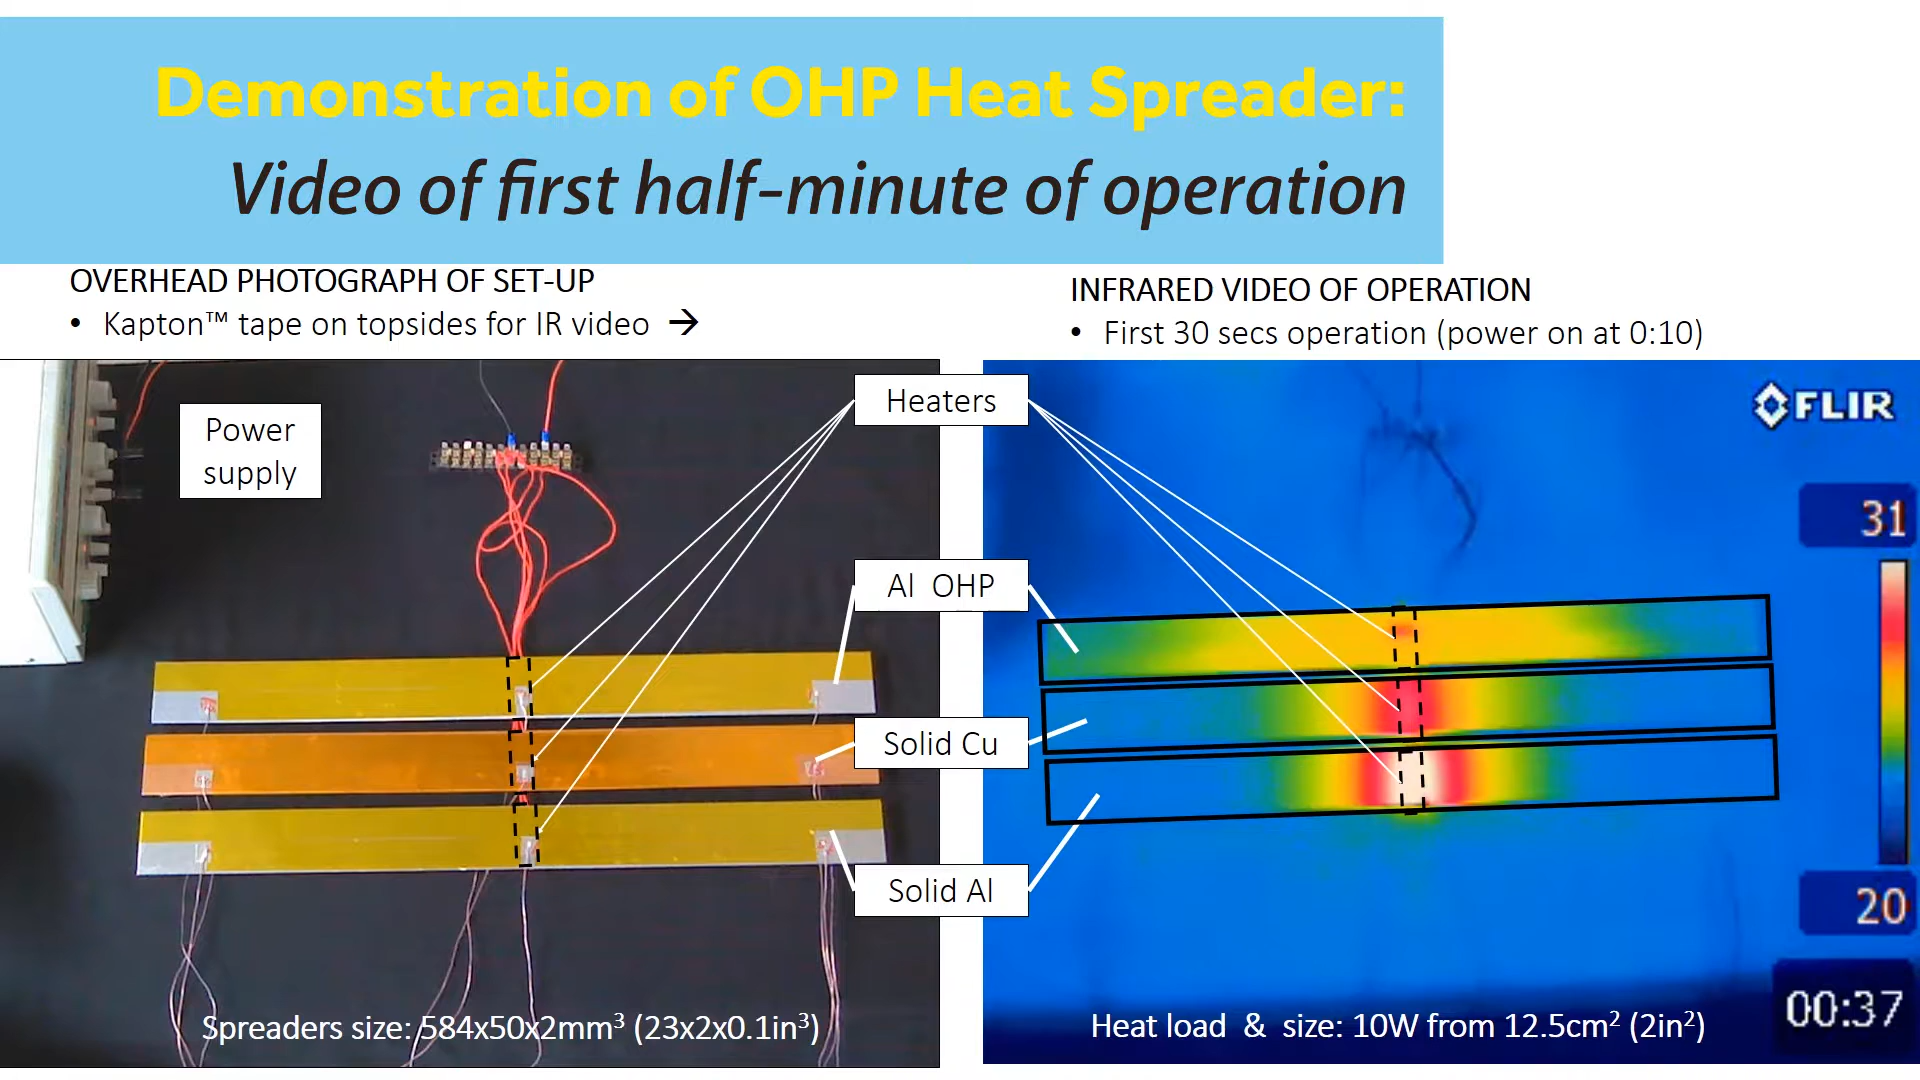 Demonstration of OHP Heat Spreader:
Video of first half-minute of operation
OVERHEAD PHOTOGRAPH OF SET-UP
• Kapton™ tape on topsides for IR video →
INFRARED VIDEO OF OPERATION
• First 30 secs operation (power on at 0:10)
Power
supply
Heaters
FLIR
31
Al OHP
Solid Cu
Solid Al
20
00:37
Spreaders size: 584x50x2mm³ (23x2x0.1in³)
Heat load & size: 10W from 12.5cm² (2in²)